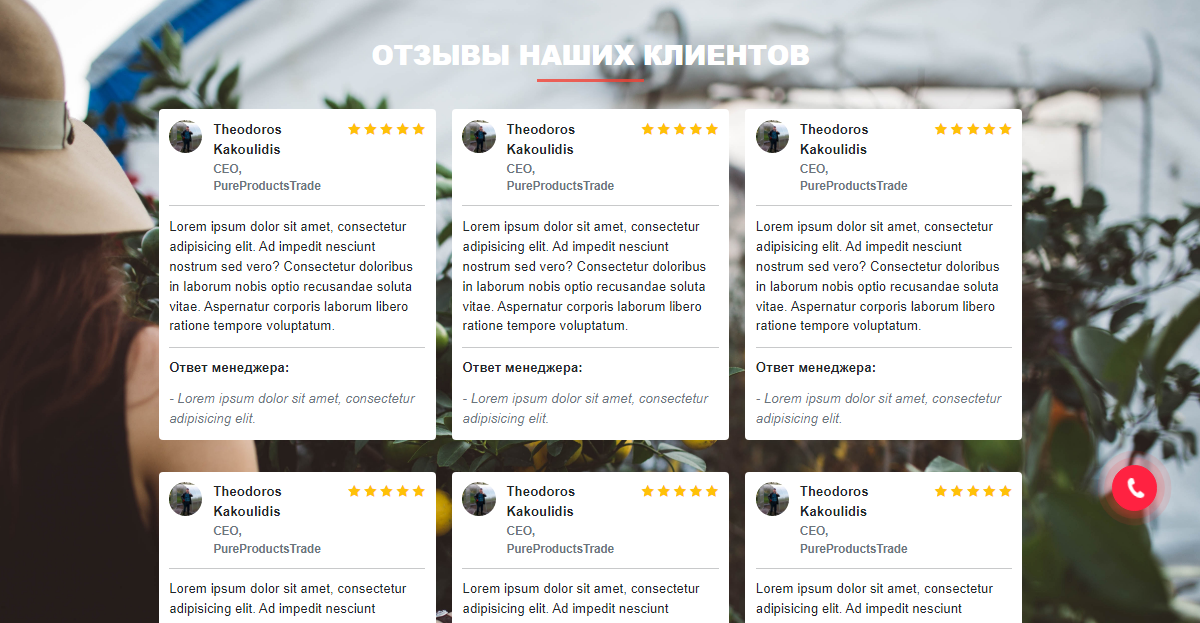 ОТЗЫВЫ НАШИХ КЛИЕНТОВ
Theodoros
Kakoulidis
CEO,
PureProductsTrade
Lorem ipsum dolor sit amet, consectetur
adipisicing elit. Ad impedit nesciunt
nostrum sed vero? Consectetur doloribus
in laborum nobis optio recusandae soluta
vitae. Aspernatur corporis laborum libero
ratione tempore voluptatum.
Ответ менеджера:
- Lorem ipsum dolor sit amet, consectetur
adipisicing elit.
Theodoros
Kakoulidis
CEO,
PureProductsTrade
Lorem ipsum dolor sit amet, consectetur
adipisicing elit. Ad impedit nesciunt
nostrum sed vero? Consectetur doloribus
in laborum nobis optio recusandae soluta
vitae. Aspernatur corporis laborum libero
ratione tempore voluptatum.
Ответ менеджера:
- Lorem ipsum dolor sit amet, consectetur
adipisicing elit.
Theodoros
Kakoulidis
CEO,
PureProductsTrade
Lorem ipsum dolor sit amet, consectetur
adipisicing elit. Ad impedit nesciunt
nostrum sed vero? Consectetur doloribus
in laborum nobis optio recusandae soluta
vitae. Aspernatur corporis laborum libero
ratione tempore voluptatum.
Ответ менеджера:
- Lorem ipsum dolor sit amet, consectetur
adipisicing elit.
Theodoros
Kakoulidis
CEO,
PureProductsTrade
Lorem ipsum dolor sit amet, consectetur
adipisicing elit. Ad impedit nesciunt
Theodoros
Kakoulidis
CEO,
PureProductsTrade
Lorem ipsum dolor sit amet, consectetur
adipisicing elit. Ad impedit nesciunt
Theodoros
Kakoulidis
CEO,
PureProductsTrade
Lorem ipsum dolor sit amet, consectetur
adipisicing elit. Ad impedit nesciunt